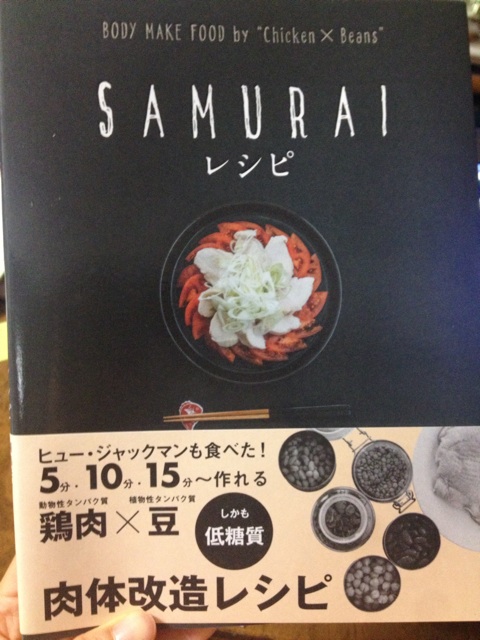 BODY MAKE FOOD by "Chicken × Beans"
SAMURAI
レシピ
ヒュー・ジャックマンも食べた！
5分・10分・15分～作れる
動物性タンパク質 植物性タンパク質
鶏肉×豆
しかも
低糖質
肉体改造レシピ